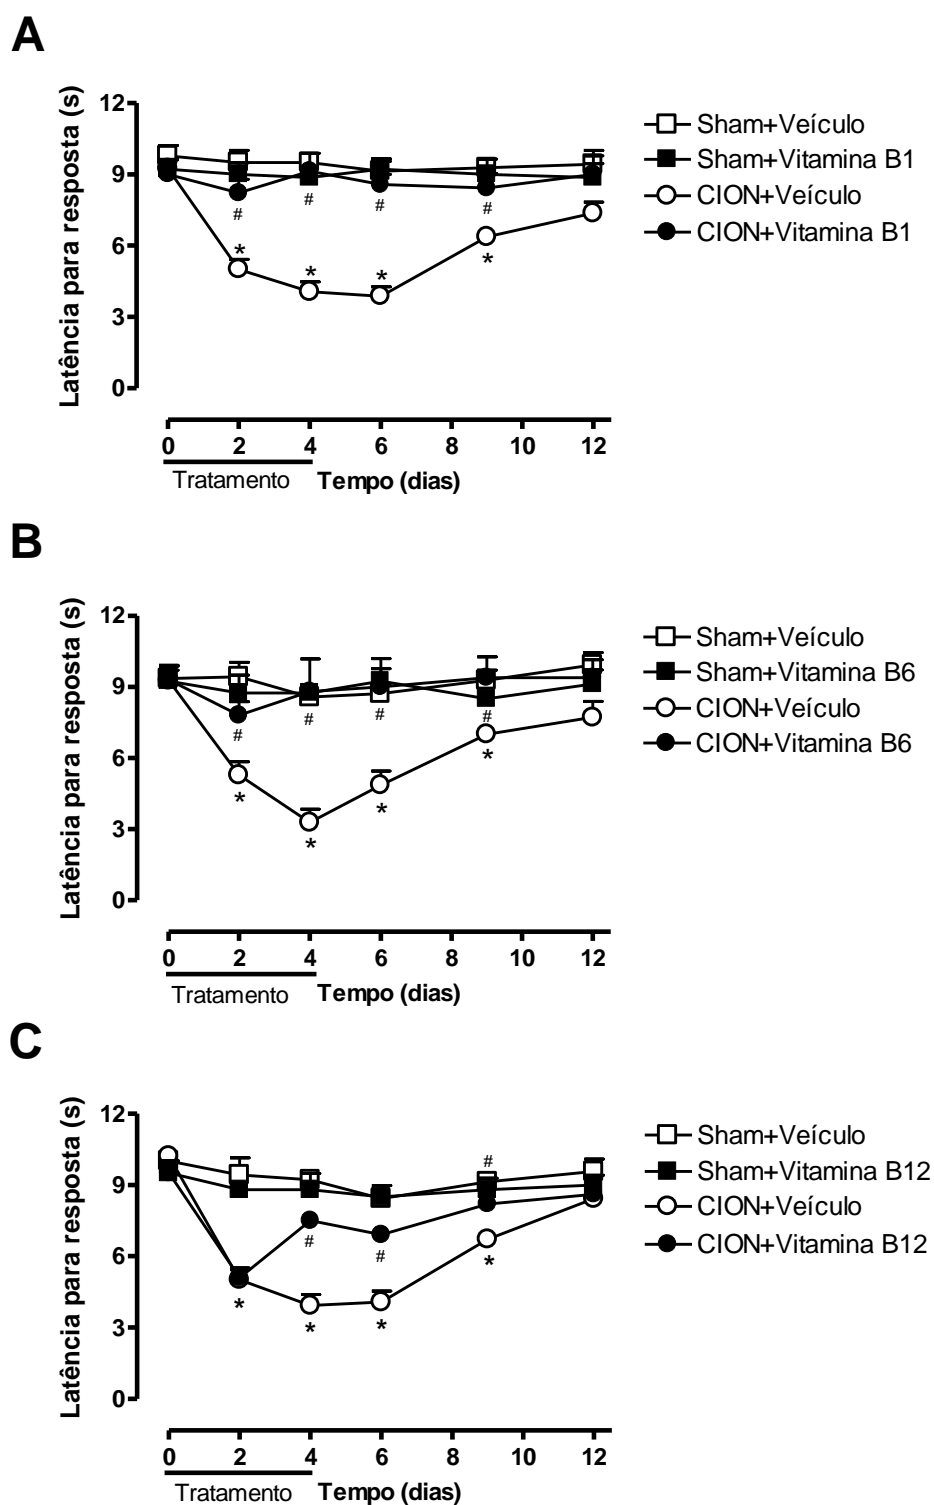 A
Latência para resposta (s)
12
9
6
3
0
# # # #
* * * * 
0 2 4 6 8 10 12
Tratamento Tempo (dias)
Sham+Veículo
Sham+Vitamina B1
CION+Veículo
CION+Vitamina B1
B
Latência para resposta (s)
12
9
6
3
0
# # # #
* * * *
0 2 4 6 8 10 12
Tratamento Tempo (dias)
Sham+Veículo
Sham+Vitamina B6
CION+Veículo
CION+Vitamina B6
C
Latência para resposta (s)
12
9
6
3
0
# # #
* * * *
0 2 4 6 8 10 12
Tratamento Tempo (dias)
Sham+Veículo
Sham+Vitamina B12
CION+Veículo
CION+Vitamina B12